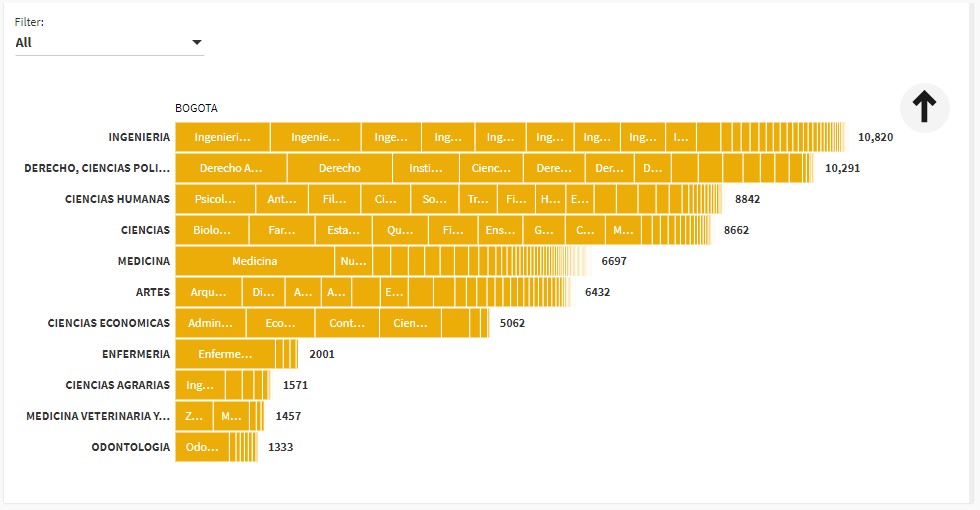 Filter:
All
BOGOTA
INGENIERIA Ingenieri... Ingenie... Inge... Ing... Ing... Ing... Ing... Ing... I... 10,820
DERECHO, CIENCIAS POLI... Derecho A... Derecho Insti... Cienc... Dere... Der... D... 10,291
CIENCIAS HUMANAS Psicol... Ant... Fil... Ci... So... Tr... Fi... H... E... 8842
CIENCIAS Biolo... Far... Esta... Qu... Fi... Ens... G... C... M... 8662
MEDICINA Medicina Nu... 6697
ARTES Arqu... Di... A... A... E... 6432
CIENCIAS ECONOMICAS Admin... Eco... Cont... Cien... 5062
ENFERMERIA Enferme... 2001
CIENCIAS AGRARIAS Ing... 1571
MEDICINA VETERINARIA Y... Z... M... 1457
ODONTOLOGIA Odo... 1333